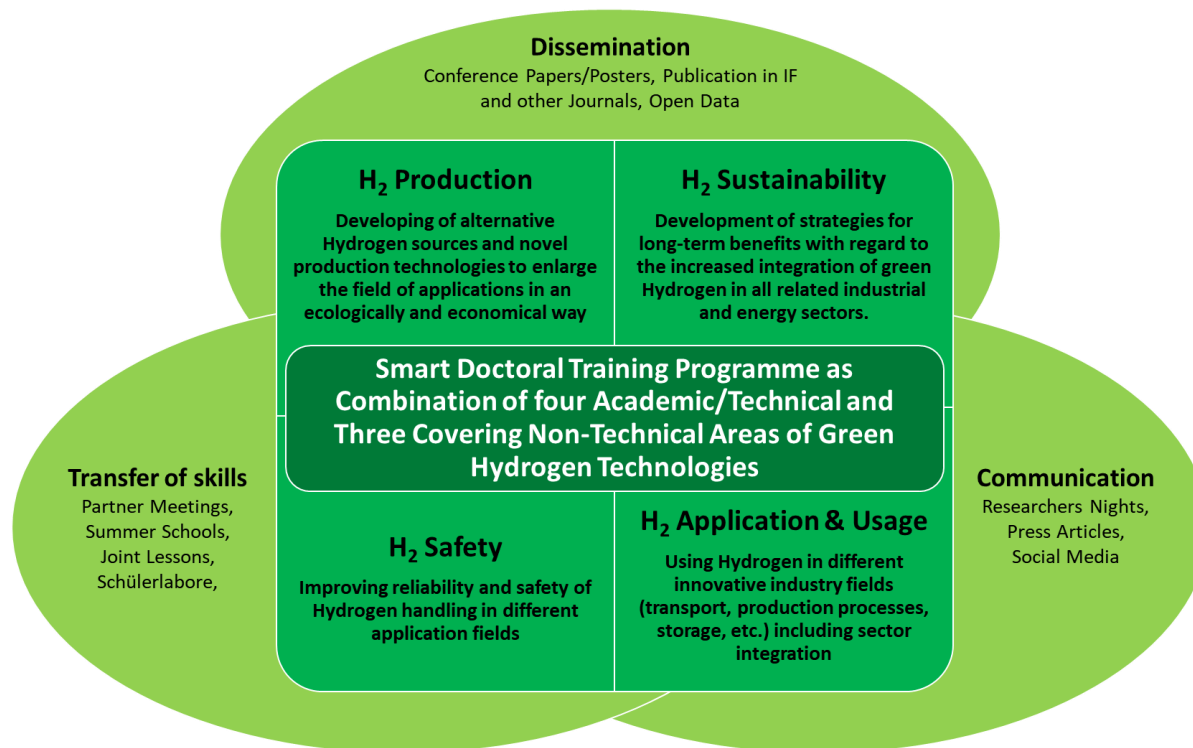 Dissemination
Conference Papers/Posters, Publication in IF
and other Journals, Open Data
H₂ Production
Developing of alternative
Hydrogen sources and novel
production technologies to enlarge
the field of applications in an
ecologically and economical way
H₂ Sustainability
Development of strategies for
long-term benefits with regard to
the increased integration of green
Hydrogen in all related industrial
and energy sectors.
Smart Doctoral Training Programme as
Combination of four Academic/Technical and
Three Covering Non-Technical Areas of Green
Hydrogen Technologies
Transfer of skills
Partner Meetings,
Summer Schools,
Joint Lessons,
Schülerlabore,
H₂ Safety
Improving reliability and safety of
Hydrogen handling in different
application fields
H₂ Application & Usage
Using Hydrogen in different
innovative industry fields
(transport, production processes,
storage, etc.) including sector
integration
Communication
Researchers Nights,
Press Articles,
Social Media